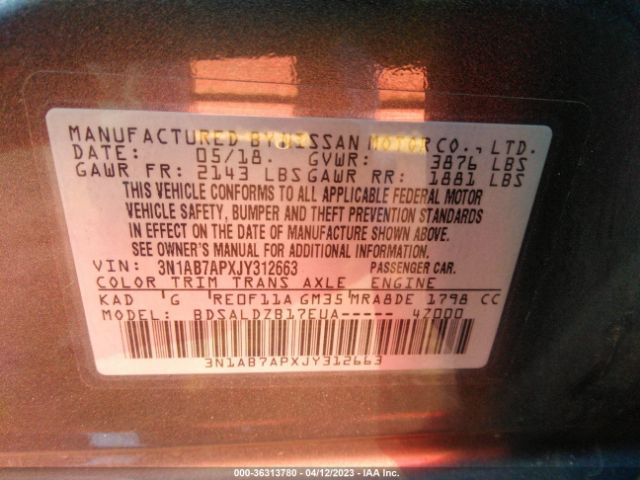 MANUFACTURED BY NISSAN MOTOR CO., LTD.
DATE: 05/18. GVWR: 3876 LBS
GAWR FR: 2143 LBS GAWR RR: 1881 LBS
THIS VEHICLE CONFORMS TO ALL APPLICABLE FEDERAL MOTOR
VEHICLE SAFETY, BUMPER AND THEFT PREVENTION STANDARDS
IN EFFECT ON THE DATE OF MANUFACTURE SHOWN ABOVE.
SEE OWNER'S MANUAL FOR ADDITIONAL INFORMATION.
VIN: 3N1AB7APXJY312663 PASSENGER CAR.
COLOR TRIM TRANS AXLE ENGINE
KAD G RE0F11A GM35 MRA8DE 1798 CC
MODEL: BDSALDZB17EUA----- 47000
3N1AB7APXJY312663
000-36313780 - 04/12/2023 - IAA Inc.